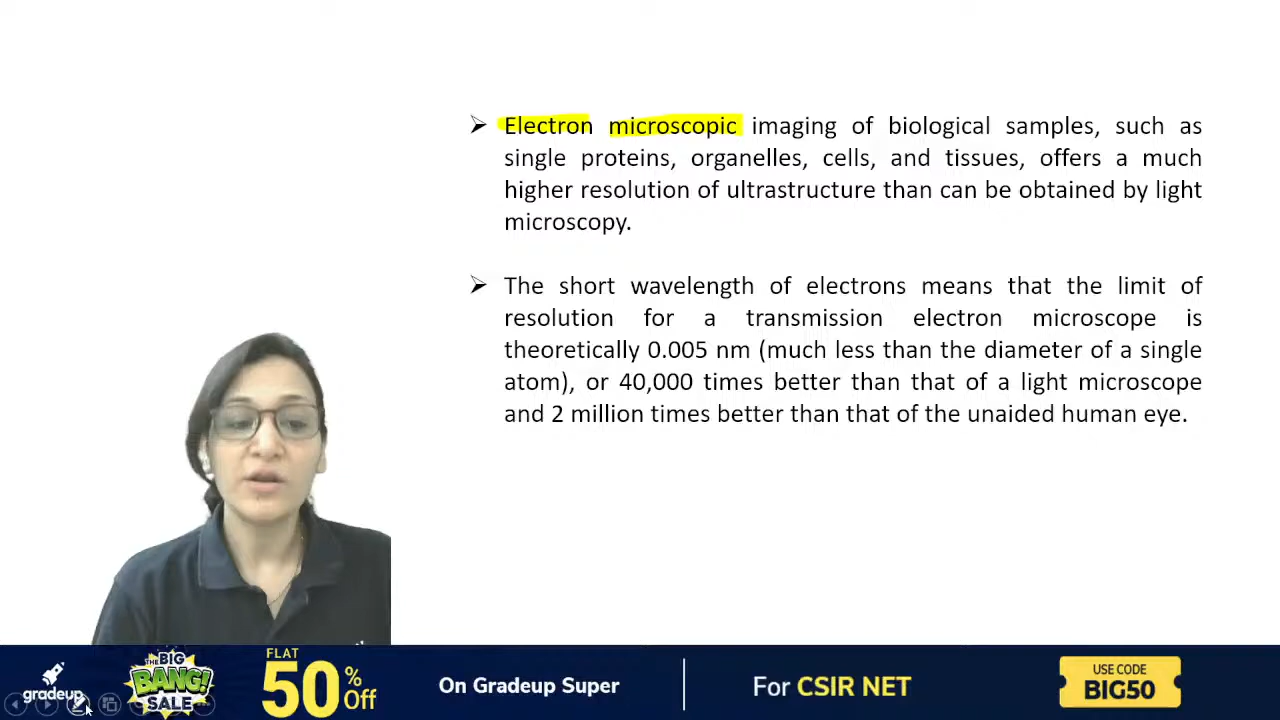 ➢ Electron microscopic imaging of biological samples, such as
single proteins, organelles, cells, and tissues, offers a much
higher resolution of ultrastructure than can be obtained by light
microscopy.
➢ The short wavelength of electrons means that the limit of
resolution for a transmission electron microscope is
theoretically 0.005 nm (much less than the diameter of a single
atom), or 40,000 times better than that of a light microscope
and 2 million times better than that of the unaided human eye.
gradeup
THE BIG
BANG!
SALE
FLAT
50% Off
On Gradeup Super
For CSIR NET
USE CODE
BIG50